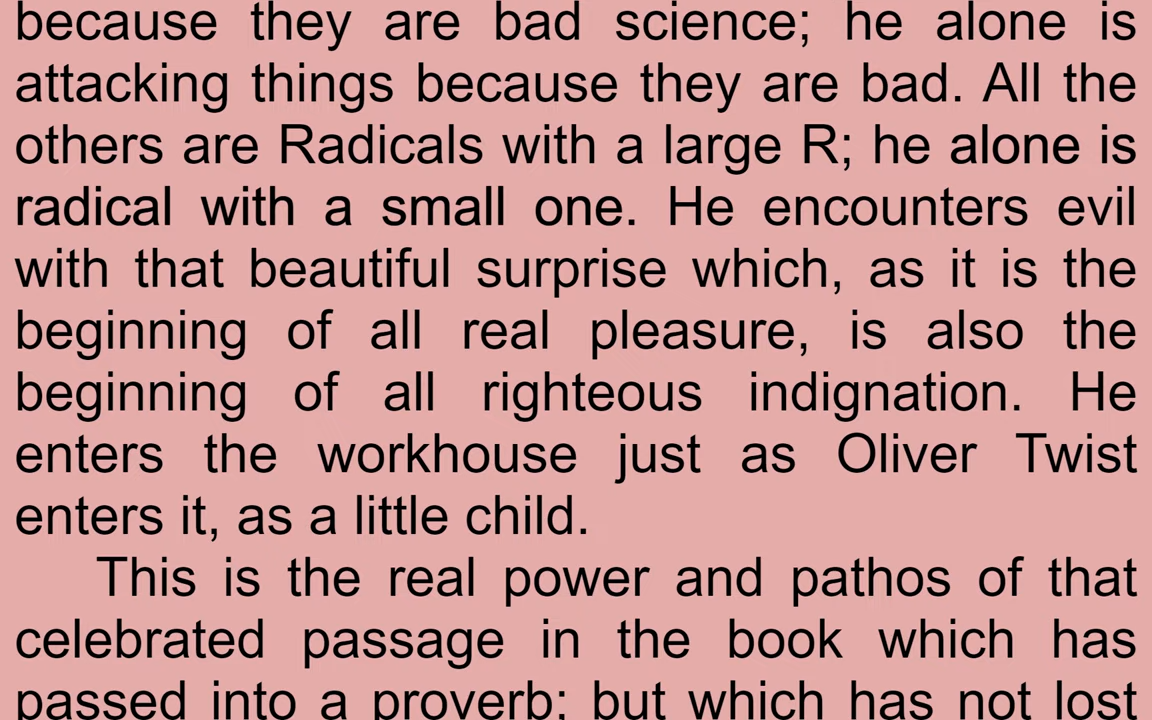 because they are bad science; he alone is
attacking things because they are bad. All the
others are Radicals with a large R; he alone is
radical with a small one. He encounters evil
with that beautiful surprise which, as it is the
beginning of all real pleasure, is also the
beginning of all righteous indignation. He
enters the workhouse just as Oliver Twist
enters it, as a little child.
This is the real power and pathos of that
celebrated passage in the book which has
passed into a proverb; but which has not lost